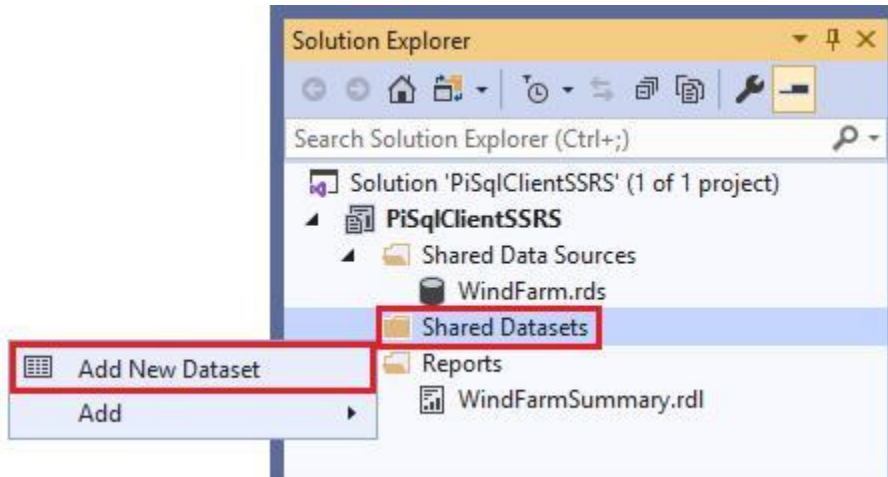 Solution Explorer
Search Solution Explorer (Ctrl+;)
Solution 'PiSqlClientSSRS' (1 of 1 project)
PiSqlClientSSRS
Shared Data Sources
WindFarm.rds
Shared Datasets
Add New Dataset
Reports
Add
WindFarmSummary.rdl